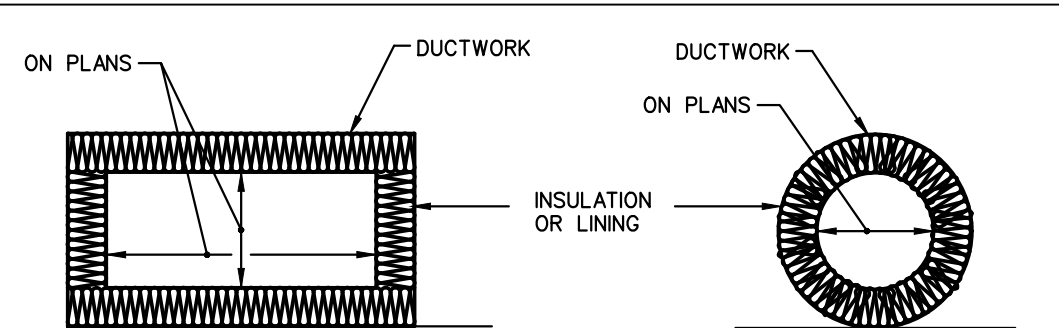 ON PLANS
DUCTWORK
DUCTWORK
ON PLANS
INSULATION
OR LINING